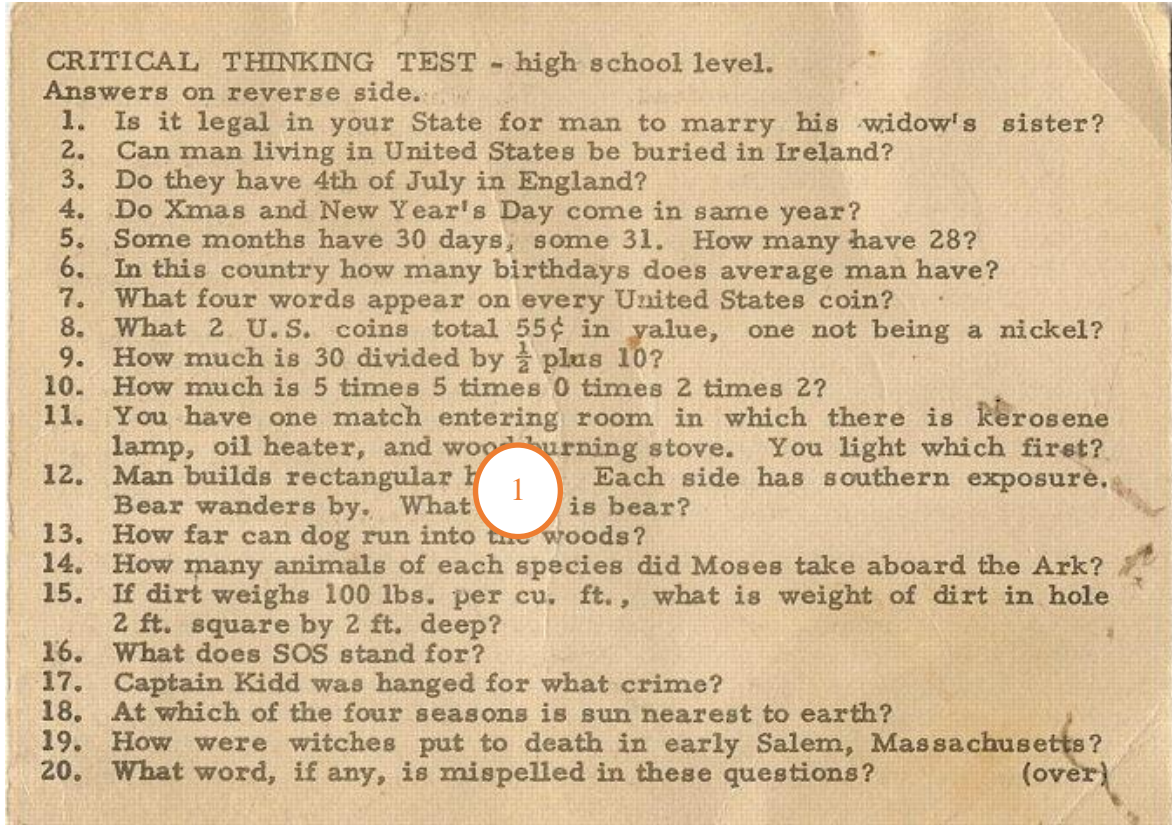 CRITICAL THINKING TEST - high school level.
Answers on reverse side.
1. Is it legal in your State for man to marry his widow's sister?
2. Can man living in United States be buried in Ireland?
3. Do they have 4th of July in England?
4. Do Xmas and New Year's Day come in same year?
5. Some months have 30 days, some 31. How many have 28?
6. In this country how many birthdays does average man have?
7. What four words appear on every United States coin?
8. What 2 U.S. coins total 55¢ in value, one not being a nickel?
9. How much is 30 divided by ½ plus 10?
10. How much is 5 times 5 times 0 times 2 times 2?
11. You have one match entering room in which there is kerosene
lamp, oil heater, and wood burning stove. You light which first?
12. Man builds rectangular Each side has southern exposure.
Bear wanders by. What 1 is bear?
13. How far can dog run into the woods?
14. How many animals of each species did Moses take aboard the Ark?
15. If dirt weighs 100 lbs. per cu. ft., what is weight of dirt in hole
2 ft. square by 2 ft. deep?
16. What does SOS stand for?
17. Captain Kidd was hanged for what crime?
18. At which of the four seasons is sun nearest to earth?
19. How were witches put to death in early Salem, Massachusetts?
20. What word, if any, is mispelled in these questions? (over)